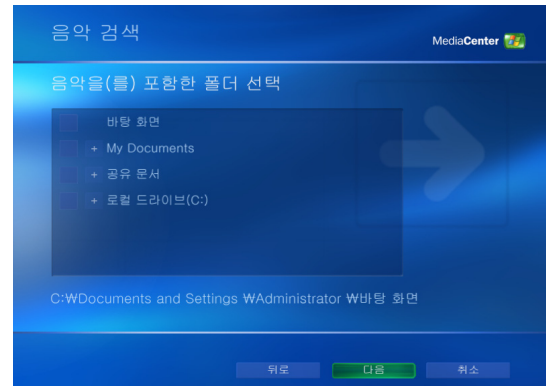 음악 검색
MediaCenter
음악을(를) 포함한 폴더 선택
바탕 화면
+ My Documents
+ 공유 문서
+ 로컬 드라이브(C:)
C:₩Documents and Settings ₩Administrator ₩바탕 화면
뒤로 다음 취소